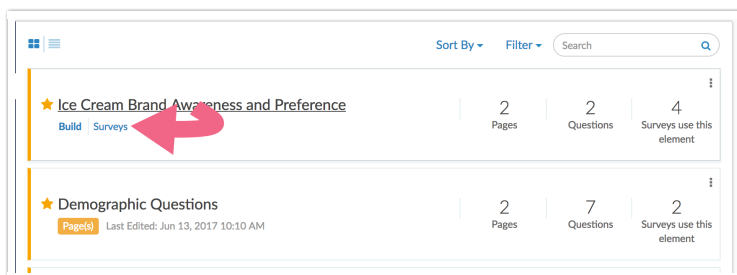 Sort By Filter Search
Ice Cream Brand Awareness and Preference
Build Surveys
2 2 4
Pages Questions Surveys use this
element
Demographic Questions
Page(s) Last Edited: Jun 13, 2017 10:10 AM
2 7 2
Pages Questions Surveys use this
element